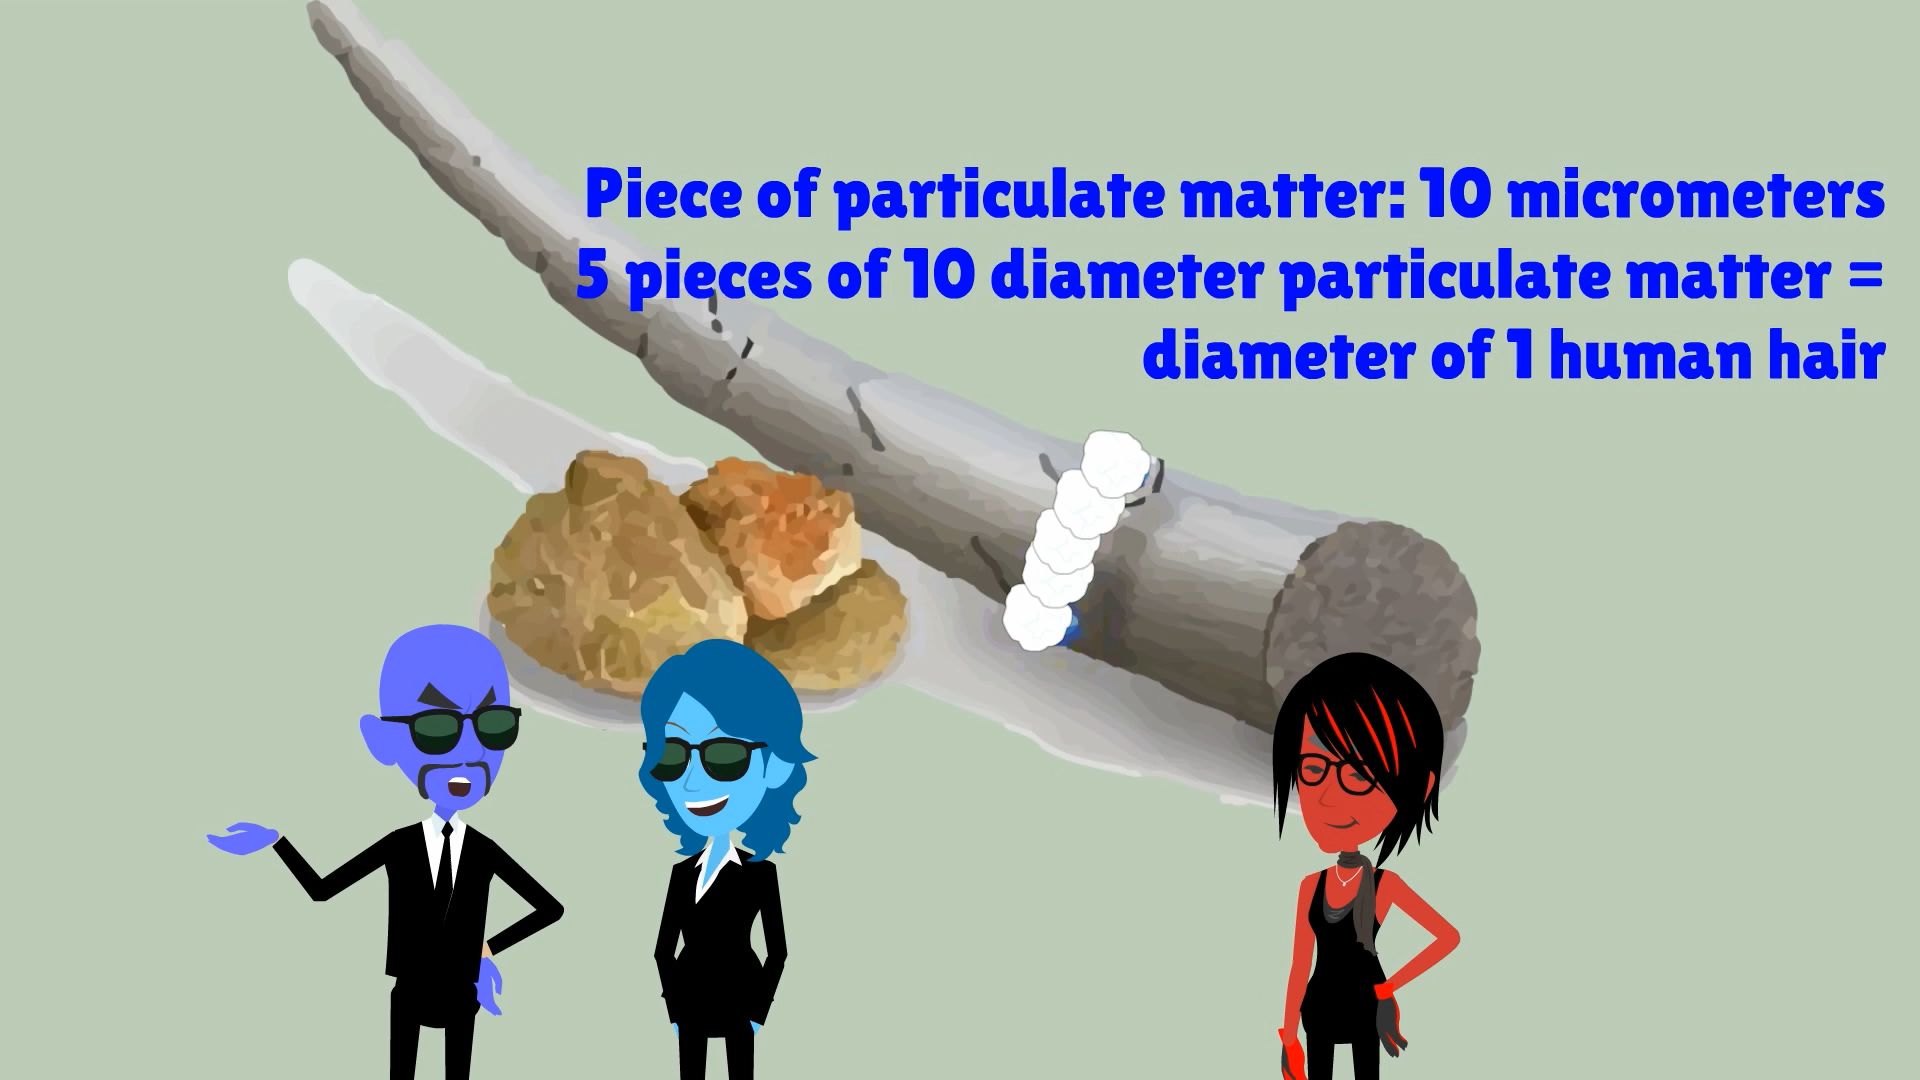 Piece of particulate matter: 10 micrometers
5 pieces of 10 diameter particulate matter =
diameter of 1 human hair